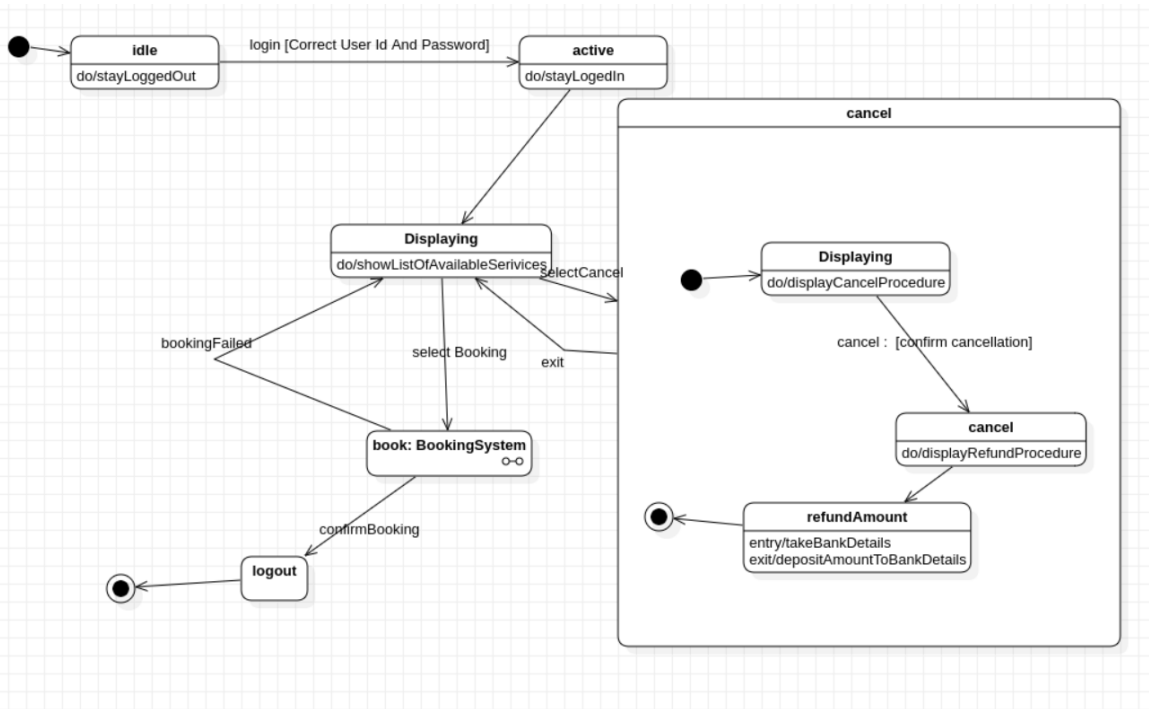 idle
do/stayLoggedOut
login [Correct User Id And Password]
active
do/stayLogedIn
cancel
Displaying
do/showListOfAvailableSerivices
selectCancel
Displaying
do/displayCancelProcedure
bookingFailed
select Booking
exit
cancel : [confirm cancellation]
book: BookingSystem
cancel
do/displayRefundProcedure
confirmBooking
refundAmount
entry/takeBankDetails
exit/depositAmountToBankDetails
logout